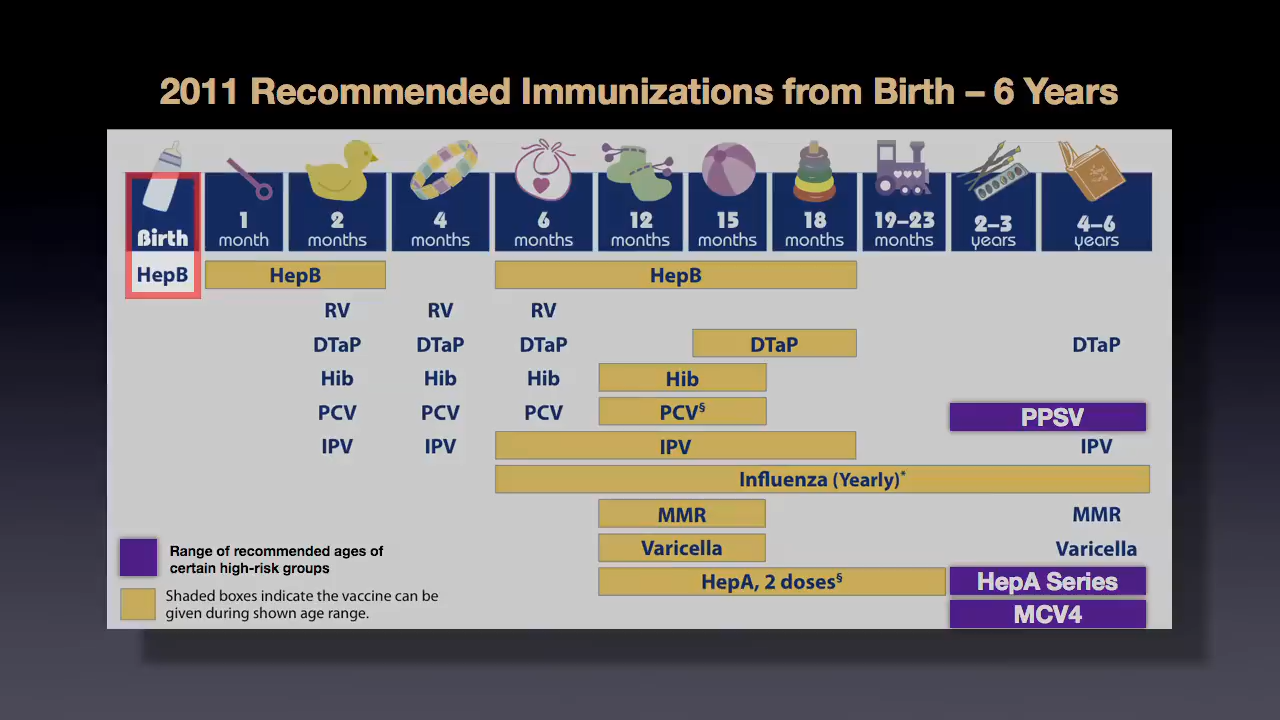 2011 Recommended Immunizations from Birth – 6 Years
Birth
1 month
2 months
4 months
6 months
12 months
15 months
18 months
19–23 months
2–3 years
4–6 years
HepB HepB HepB
RV RV RV
DTaP DTaP DTaP DTaP DTaP
Hib Hib Hib Hib
PCV PCV PCV PCV§ PPSV
IPV IPV IPV IPV
Influenza (Yearly)*
MMR MMR
Varicella Varicella
HepA, 2 doses§ HepA Series
MCV4
Range of recommended ages of
certain high-risk groups
Shaded boxes indicate the vaccine can be
given during shown age range.